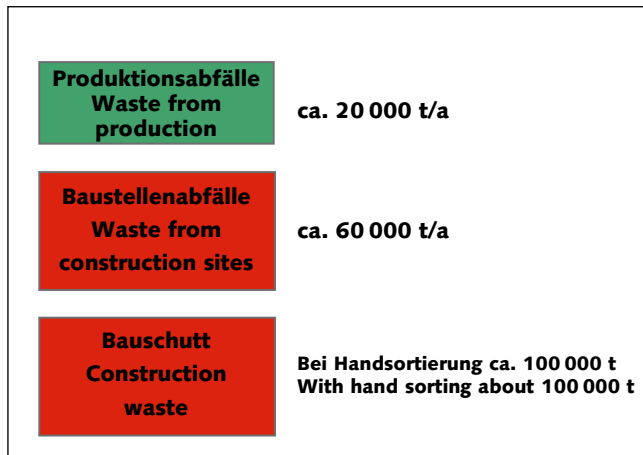 Produktionsabfälle
Waste from
production
ca. 20 000 t/a
Baustellenabfälle
Waste from
construction sites
ca. 60 000 t/a
Bauschutt
Construction
waste
Bei Handsortierung ca. 100 000 t
With hand sorting about 100 000 t